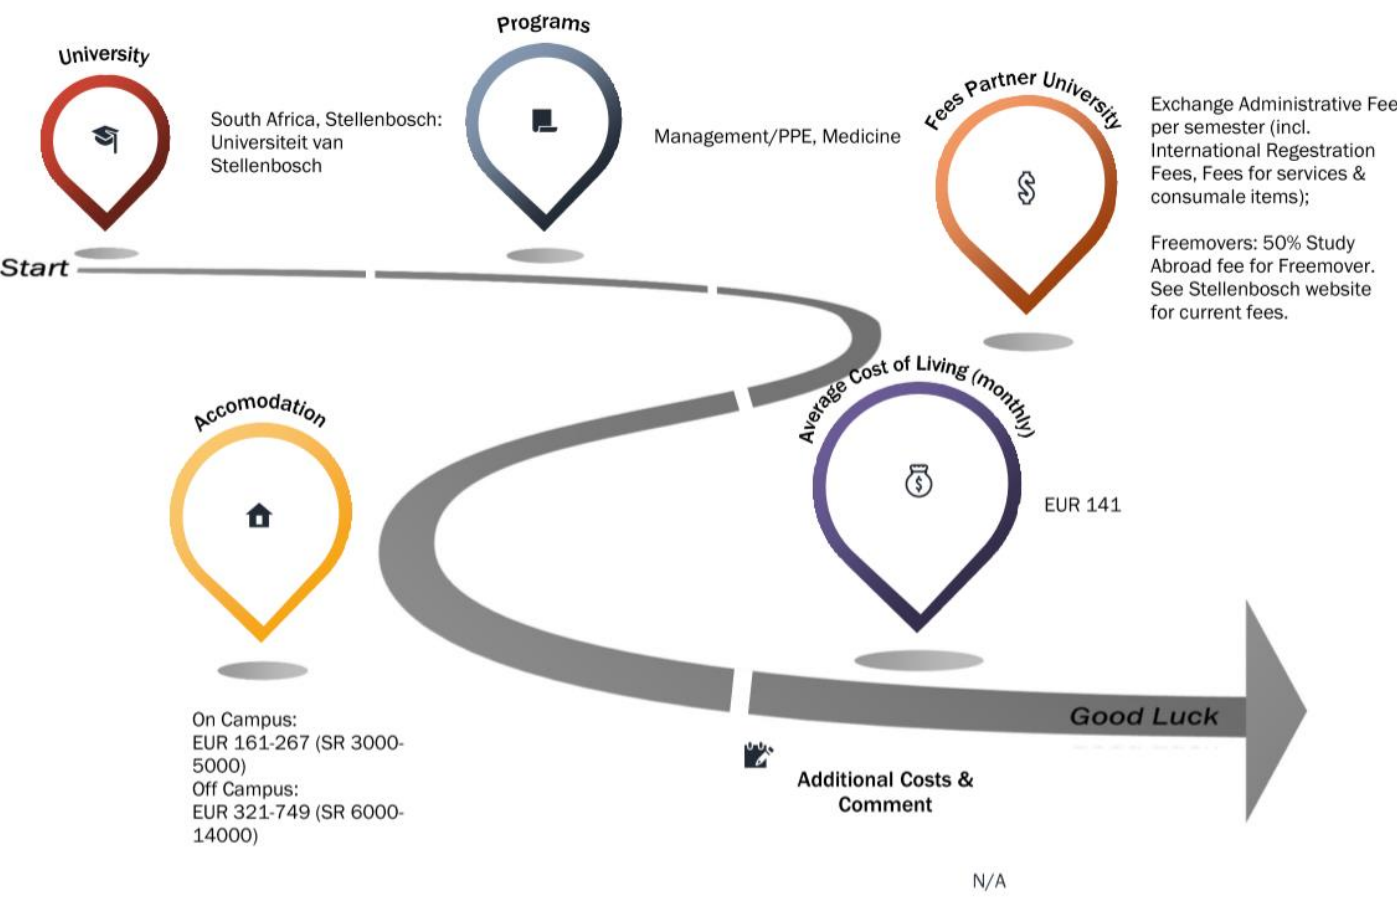 University
South Africa, Stellenbosch:
Universiteit van
Stellenbosch
Programs
Management/PPE, Medicine
Fees Partner University
Exchange Administrative Fee
per semester (incl.
International Regestration
Fees, Fees for services &
consumale items);
Freemovers: 50% Study
Abroad fee for Freemover.
See Stellenbosch website
for current fees.
Start
Average Cost of Living (monthly)
EUR 141
Accomodation
On Campus:
EUR 161-267 (SR 3000-
5000)
Off Campus:
EUR 321-749 (SR 6000-
14000)
Good Luck
Additional Costs &
Comment
N/A